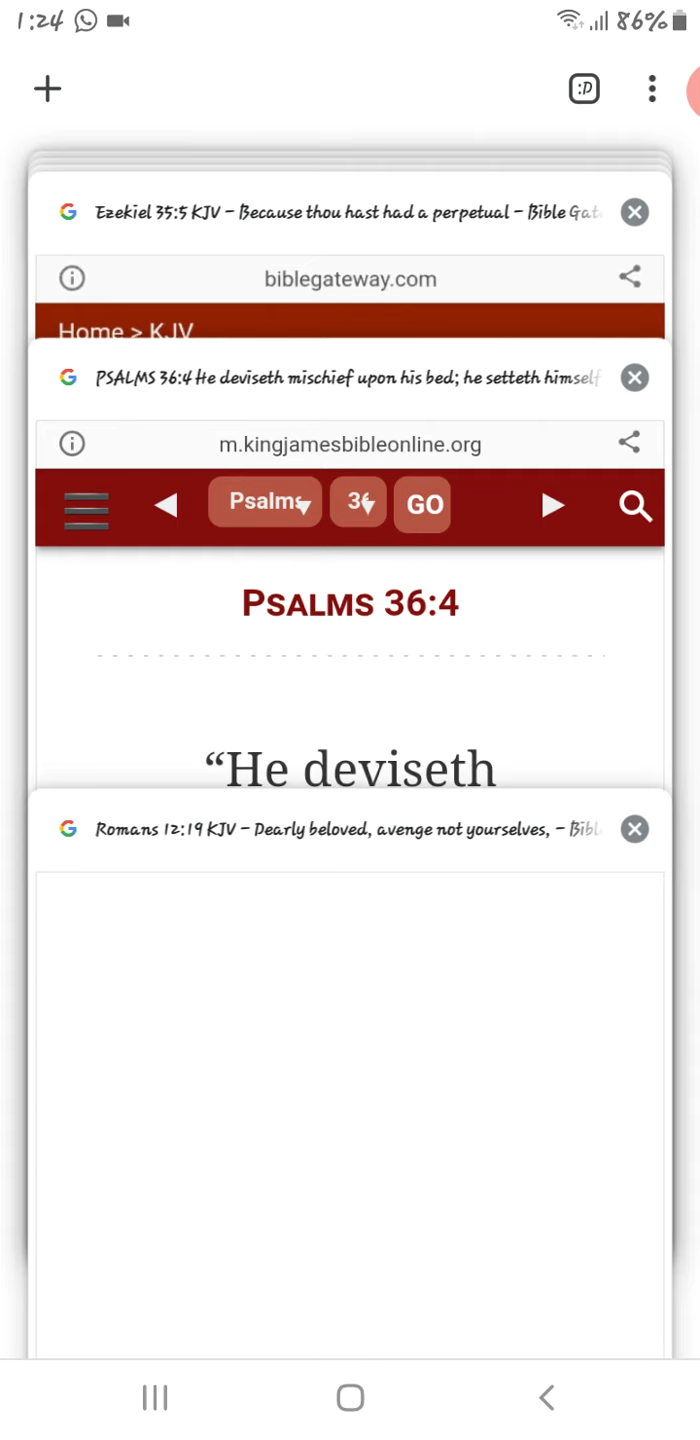 1:24 86%
:D
Ezekiel 35:5 KJV - Because thou hast had a perpetual - Bible Gat
biblegateway.com
Home > KJV
PSALMS 36:4 He deviseth mischief upon his bed; he setteth himself
m.kingjamesbibleonline.org
Psalms 36 GO
PSALMS 36:4
“He deviseth
Romans 12:19 KJV - Dearly beloved, avenge not yourselves, - Bibl